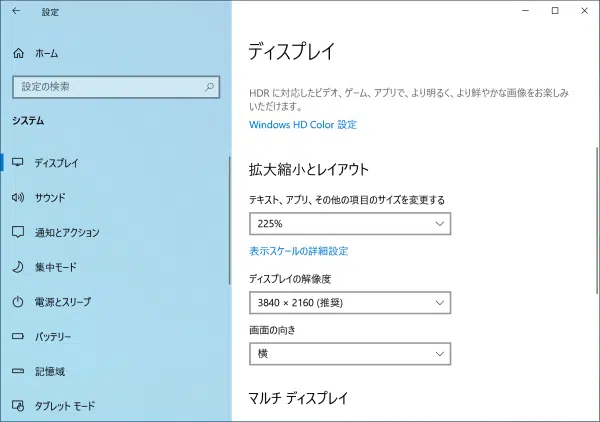 設定
ホーム
設定の検索
システム
ディスプレイ
サウンド
通知とアクション
集中モード
電源とスリープ
バッテリー
記憶域
タブレット モード
ディスプレイ
HDR に対応したビデオ、ゲーム、アプリで、より明るく、より鮮やかな画像をお楽しみ
いただけます。
Windows HD Color 設定
拡大縮小とレイアウト
テキスト、アプリ、その他の項目のサイズを変更する
225%
表示スケールの詳細設定
ディスプレイの解像度
3840 × 2160 (推奨)
画面の向き
横
マルチ ディスプレイ